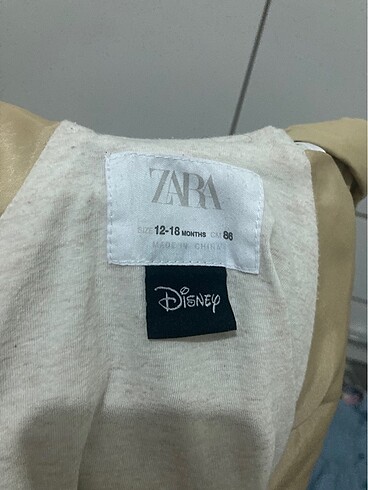 ZARA
SIZE 12-18 MONTHS CM 86
MADE IN CHINA
Disney